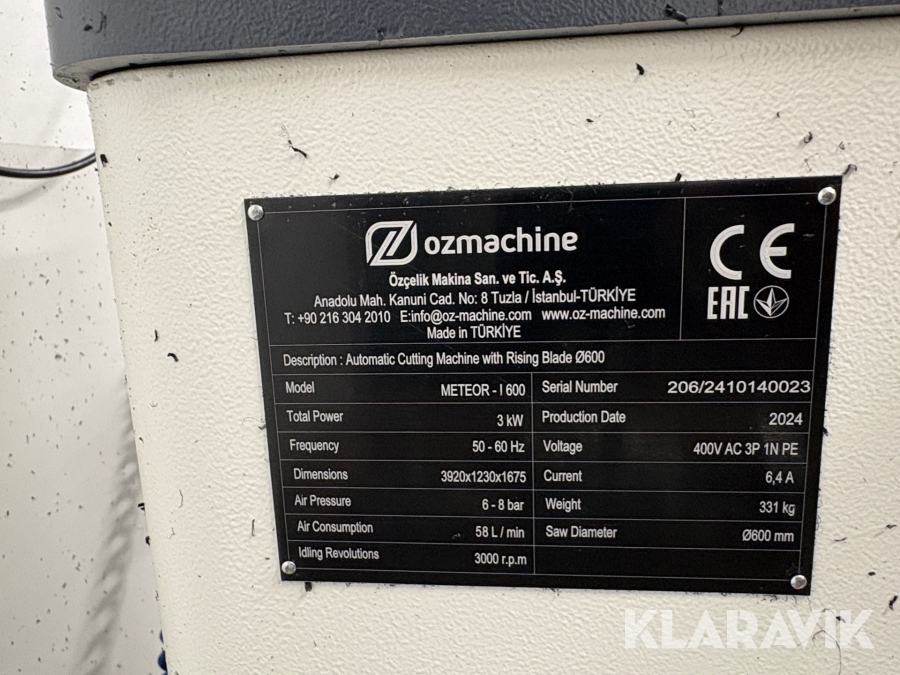 ozmachine
Özçelik Makina San. ve Tic. A.Ş.
Anadolu Mah. Kanuni Cad. No: 8 Tuzla / İstanbul-TÜRKİYE
T: +90 216 304 2010 E:info@oz-machine.com www.oz-machine.com
Made in TÜRKİYE
CE
EAC
Description : Automatic Cutting Machine with Rising Blade Ø600
Model METEOR - I 600 Serial Number 206/2410140023
Total Power 3 kW Production Date 2024
Frequency 50 - 60 Hz Voltage 400V AC 3P 1N PE
Dimensions 3920x1230x1675 Current 6,4 A
Air Pressure 6 - 8 bar Weight 331 kg
Air Consumption 58 L / min Saw Diameter Ø600 mm
Idling Revolutions 3000 r.p.m
KLARAVIK